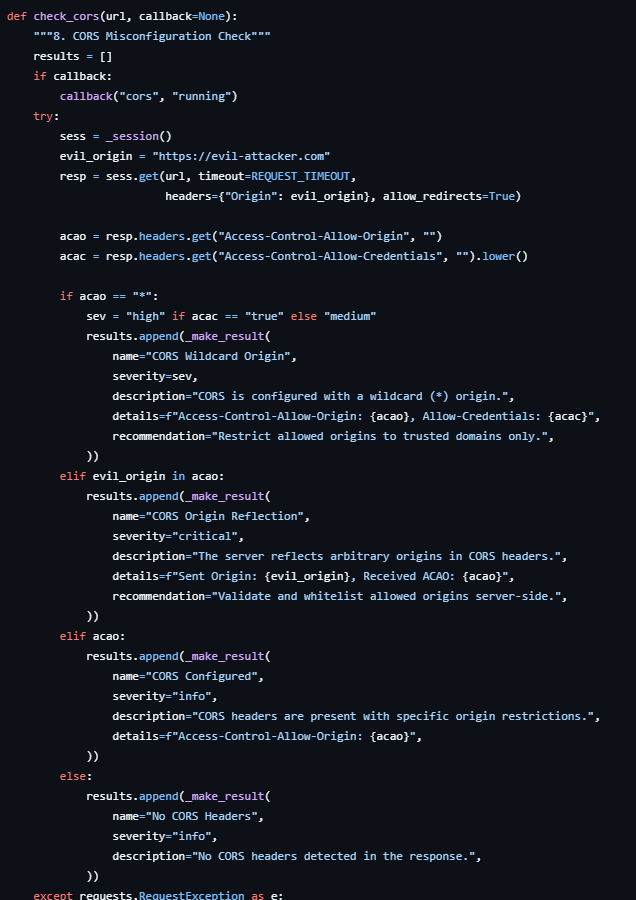 def check_cors(url, callback=None):
    """8. CORS Misconfiguration Check"""
    results = []
    if callback:
        callback("cors", "running")
    try:
        sess = _session()
        evil_origin = "https://evil-attacker.com"
        resp = sess.get(url, timeout=REQUEST_TIMEOUT,
                        headers={"Origin": evil_origin}, allow_redirects=True)

        acao = resp.headers.get("Access-Control-Allow-Origin", "")
        acac = resp.headers.get("Access-Control-Allow-Credentials", "").lower()

        if acao == "*":
            sev = "high" if acac == "true" else "medium"
            results.append(_make_result(
                name="CORS Wildcard Origin",
                severity=sev,
                description="CORS is configured with a wildcard (*) origin.",
                details=f"Access-Control-Allow-Origin: {acao}, Allow-Credentials: {acac}",
                recommendation="Restrict allowed origins to trusted domains only.",
            ))
        elif evil_origin in acao:
            results.append(_make_result(
                name="CORS Origin Reflection",
                severity="critical",
                description="The server reflects arbitrary origins in CORS headers.",
                details=f"Sent Origin: {evil_origin}, Received ACAO: {acao}",
                recommendation="Validate and whitelist allowed origins server-side.",
            ))
        elif acao:
            results.append(_make_result(
                name="CORS Configured",
                severity="info",
                description="CORS headers are present with specific origin restrictions.",
                details=f"Access-Control-Allow-Origin: {acao}",
            ))
        else:
            results.append(_make_result(
                name="No CORS Headers",
                severity="info",
                description="No CORS headers detected in the response.",
            ))
    except requests.RequestException as e: